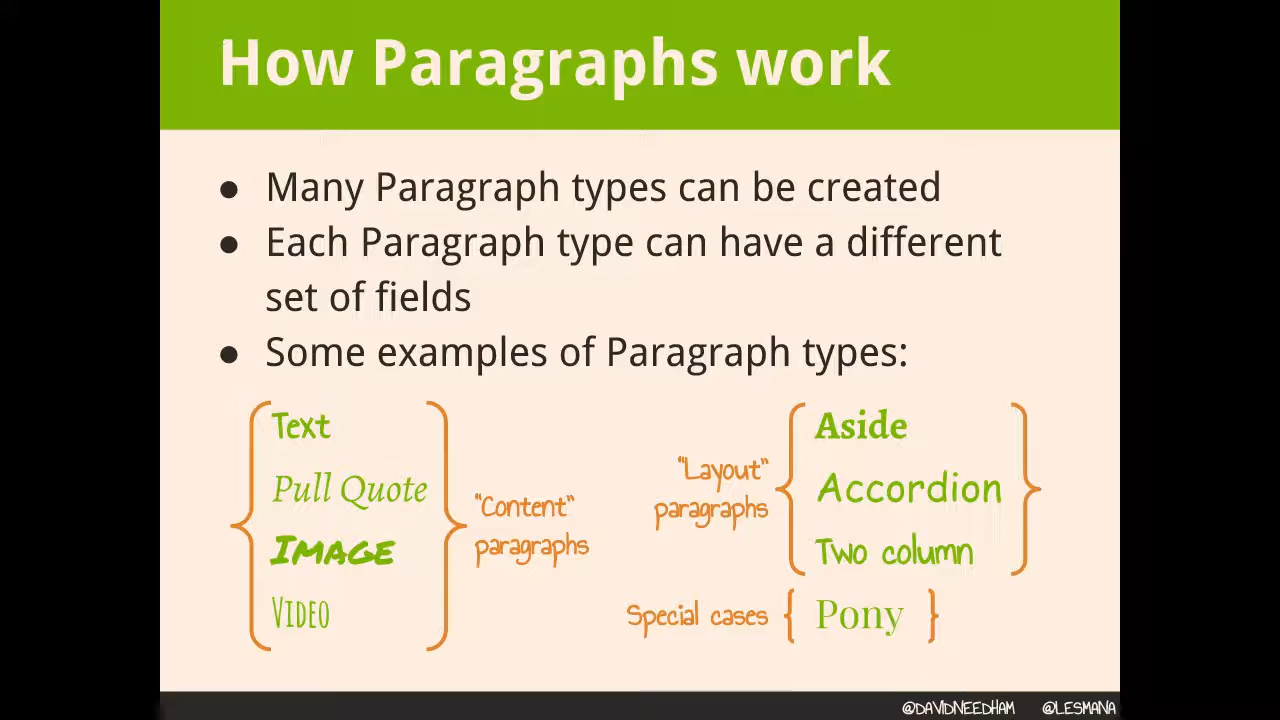 How Paragraphs work
● Many Paragraph types can be created
● Each Paragraph type can have a different
set of fields
● Some examples of Paragraph types:
Text
Pull Quote
IMAGE
VIDEO
"Content"
paragraphs
"Layout"
paragraphs
Aside
Accordion
Two column
Special cases { Pony }
@DAVIDNEEDHAM @LESMANA